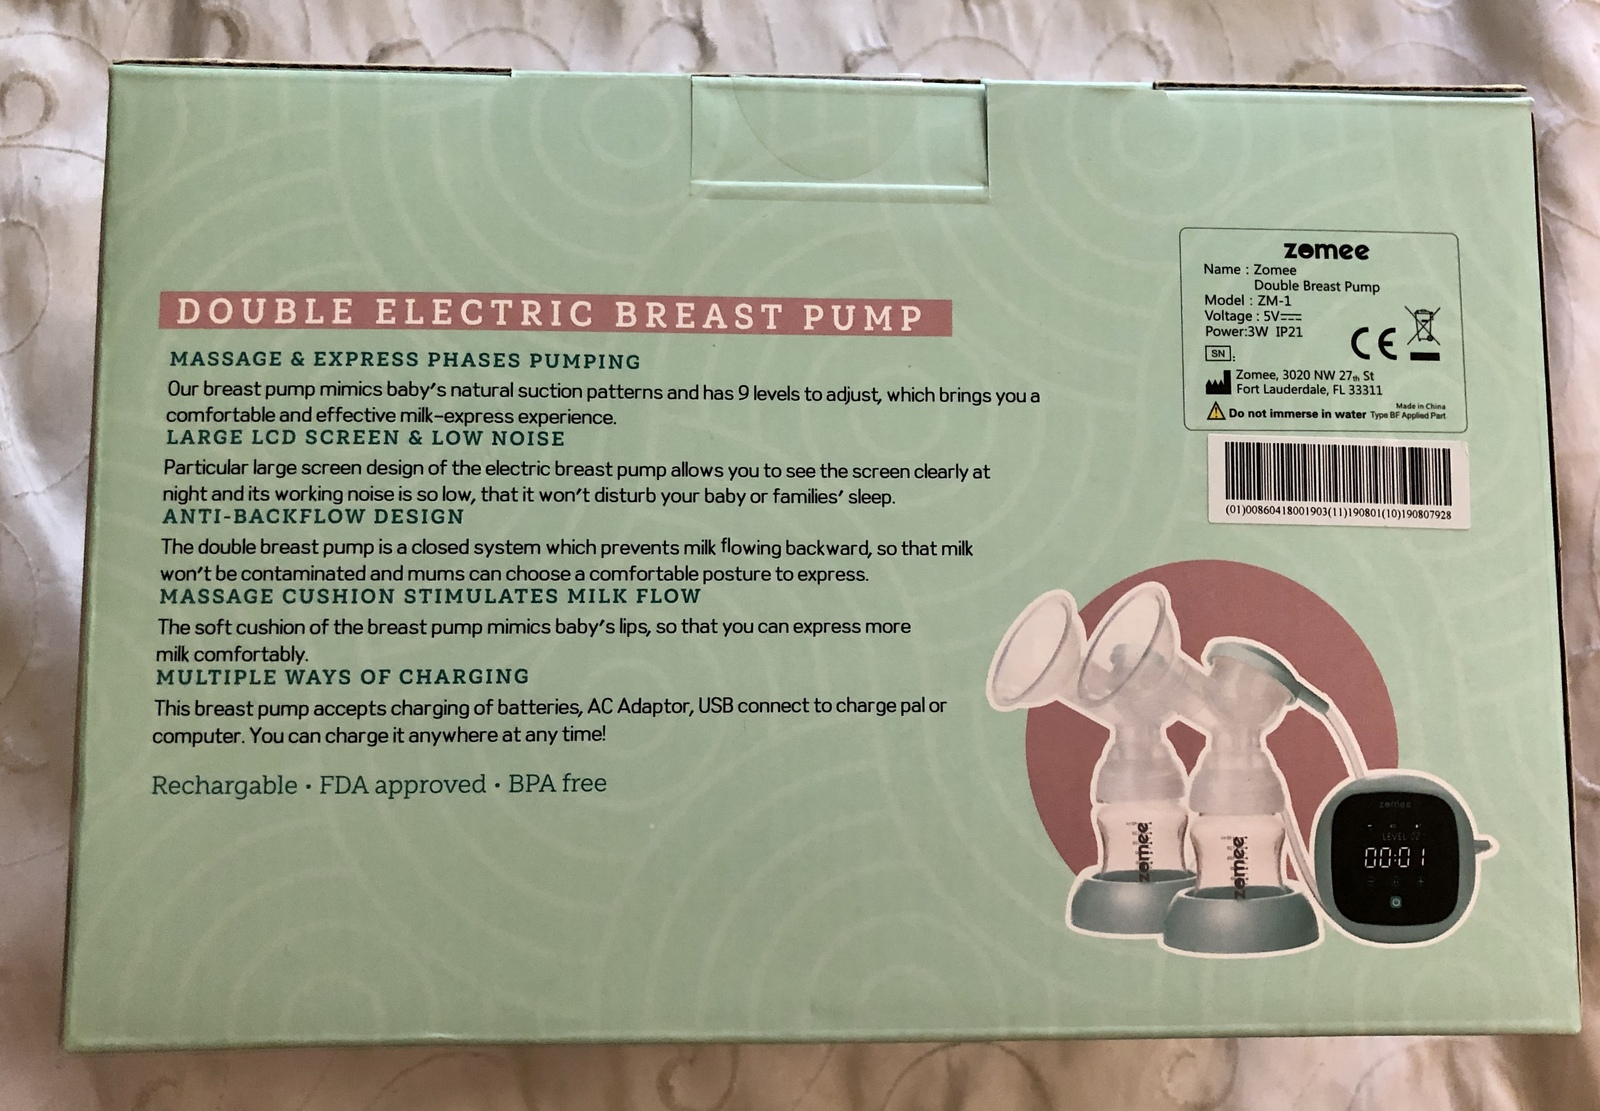 DOUBLE ELECTRIC BREAST PUMP
MASSAGE & EXPRESS PHASES PUMPING
Our breast pump mimics baby's natural suction patterns and has 9 levels to adjust, which brings you a
comfortable and effective milk-express experience.
LARGE LCD SCREEN & LOW NOISE
Particular large screen design of the electric breast pump allows you to see the screen clearly at
night and its working noise is so low, that it won't disturb your baby or families' sleep.
ANTI-BACKFLOW DESIGN
The double breast pump is a closed system which prevents milk flowing backward, so that milk
won't be contaminated and mums can choose a comfortable posture to express.
MASSAGE CUSHION STIMULATES MILK FLOW
The soft cushion of the breast pump mimics baby's lips, so that you can express more
milk comfortably.
MULTIPLE WAYS OF CHARGING
This breast pump accepts charging of batteries, AC Adaptor, USB connect to charge pal or
computer. You can charge it anywhere at any time!
Rechargable · FDA approved · BPA free
zomee
Name : Zomee
Double Breast Pump
Model : ZM-1
Voltage : 5V
Power:3W IP21
CE
SN :
Zomee, 3020 NW 27th St
Fort Lauderdale, FL 33311
Made in China
Do not immerse in water Type BF Applied Part
(01)00860418001903(11)190801(10)190807928
zomee
zomee
zomee
LEVEL 02
00:01